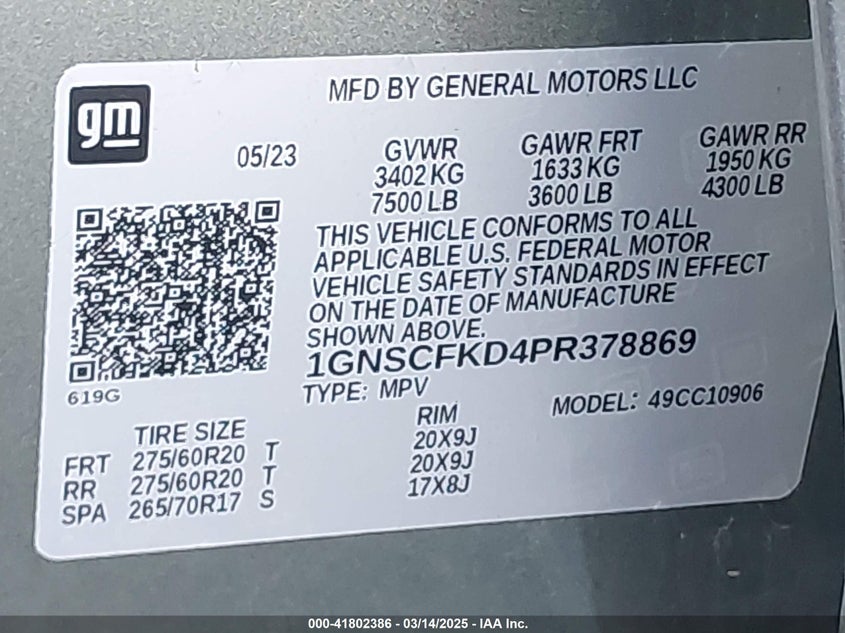 gm
MFD BY GENERAL MOTORS LLC
05/23
GVWR GAWR FRT GAWR RR
3402 KG 1633 KG 1950 KG
7500 LB 3600 LB 4300 LB
THIS VEHICLE CONFORMS TO ALL
APPLICABLE U.S. FEDERAL MOTOR
VEHICLE SAFETY STANDARDS IN EFFECT
ON THE DATE OF MANUFACTURE
SHOWN ABOVE.
1GNSCFKD4PR378869
619G
TYPE: MPV MODEL: 49CC10906
TIRE SIZE RIM
FRT 275/60R20 T 20X9J
RR 275/60R20 T 20X9J
SPA 265/70R17 S 17X8J
000-41802386 - 03/14/2025 - IAA Inc.